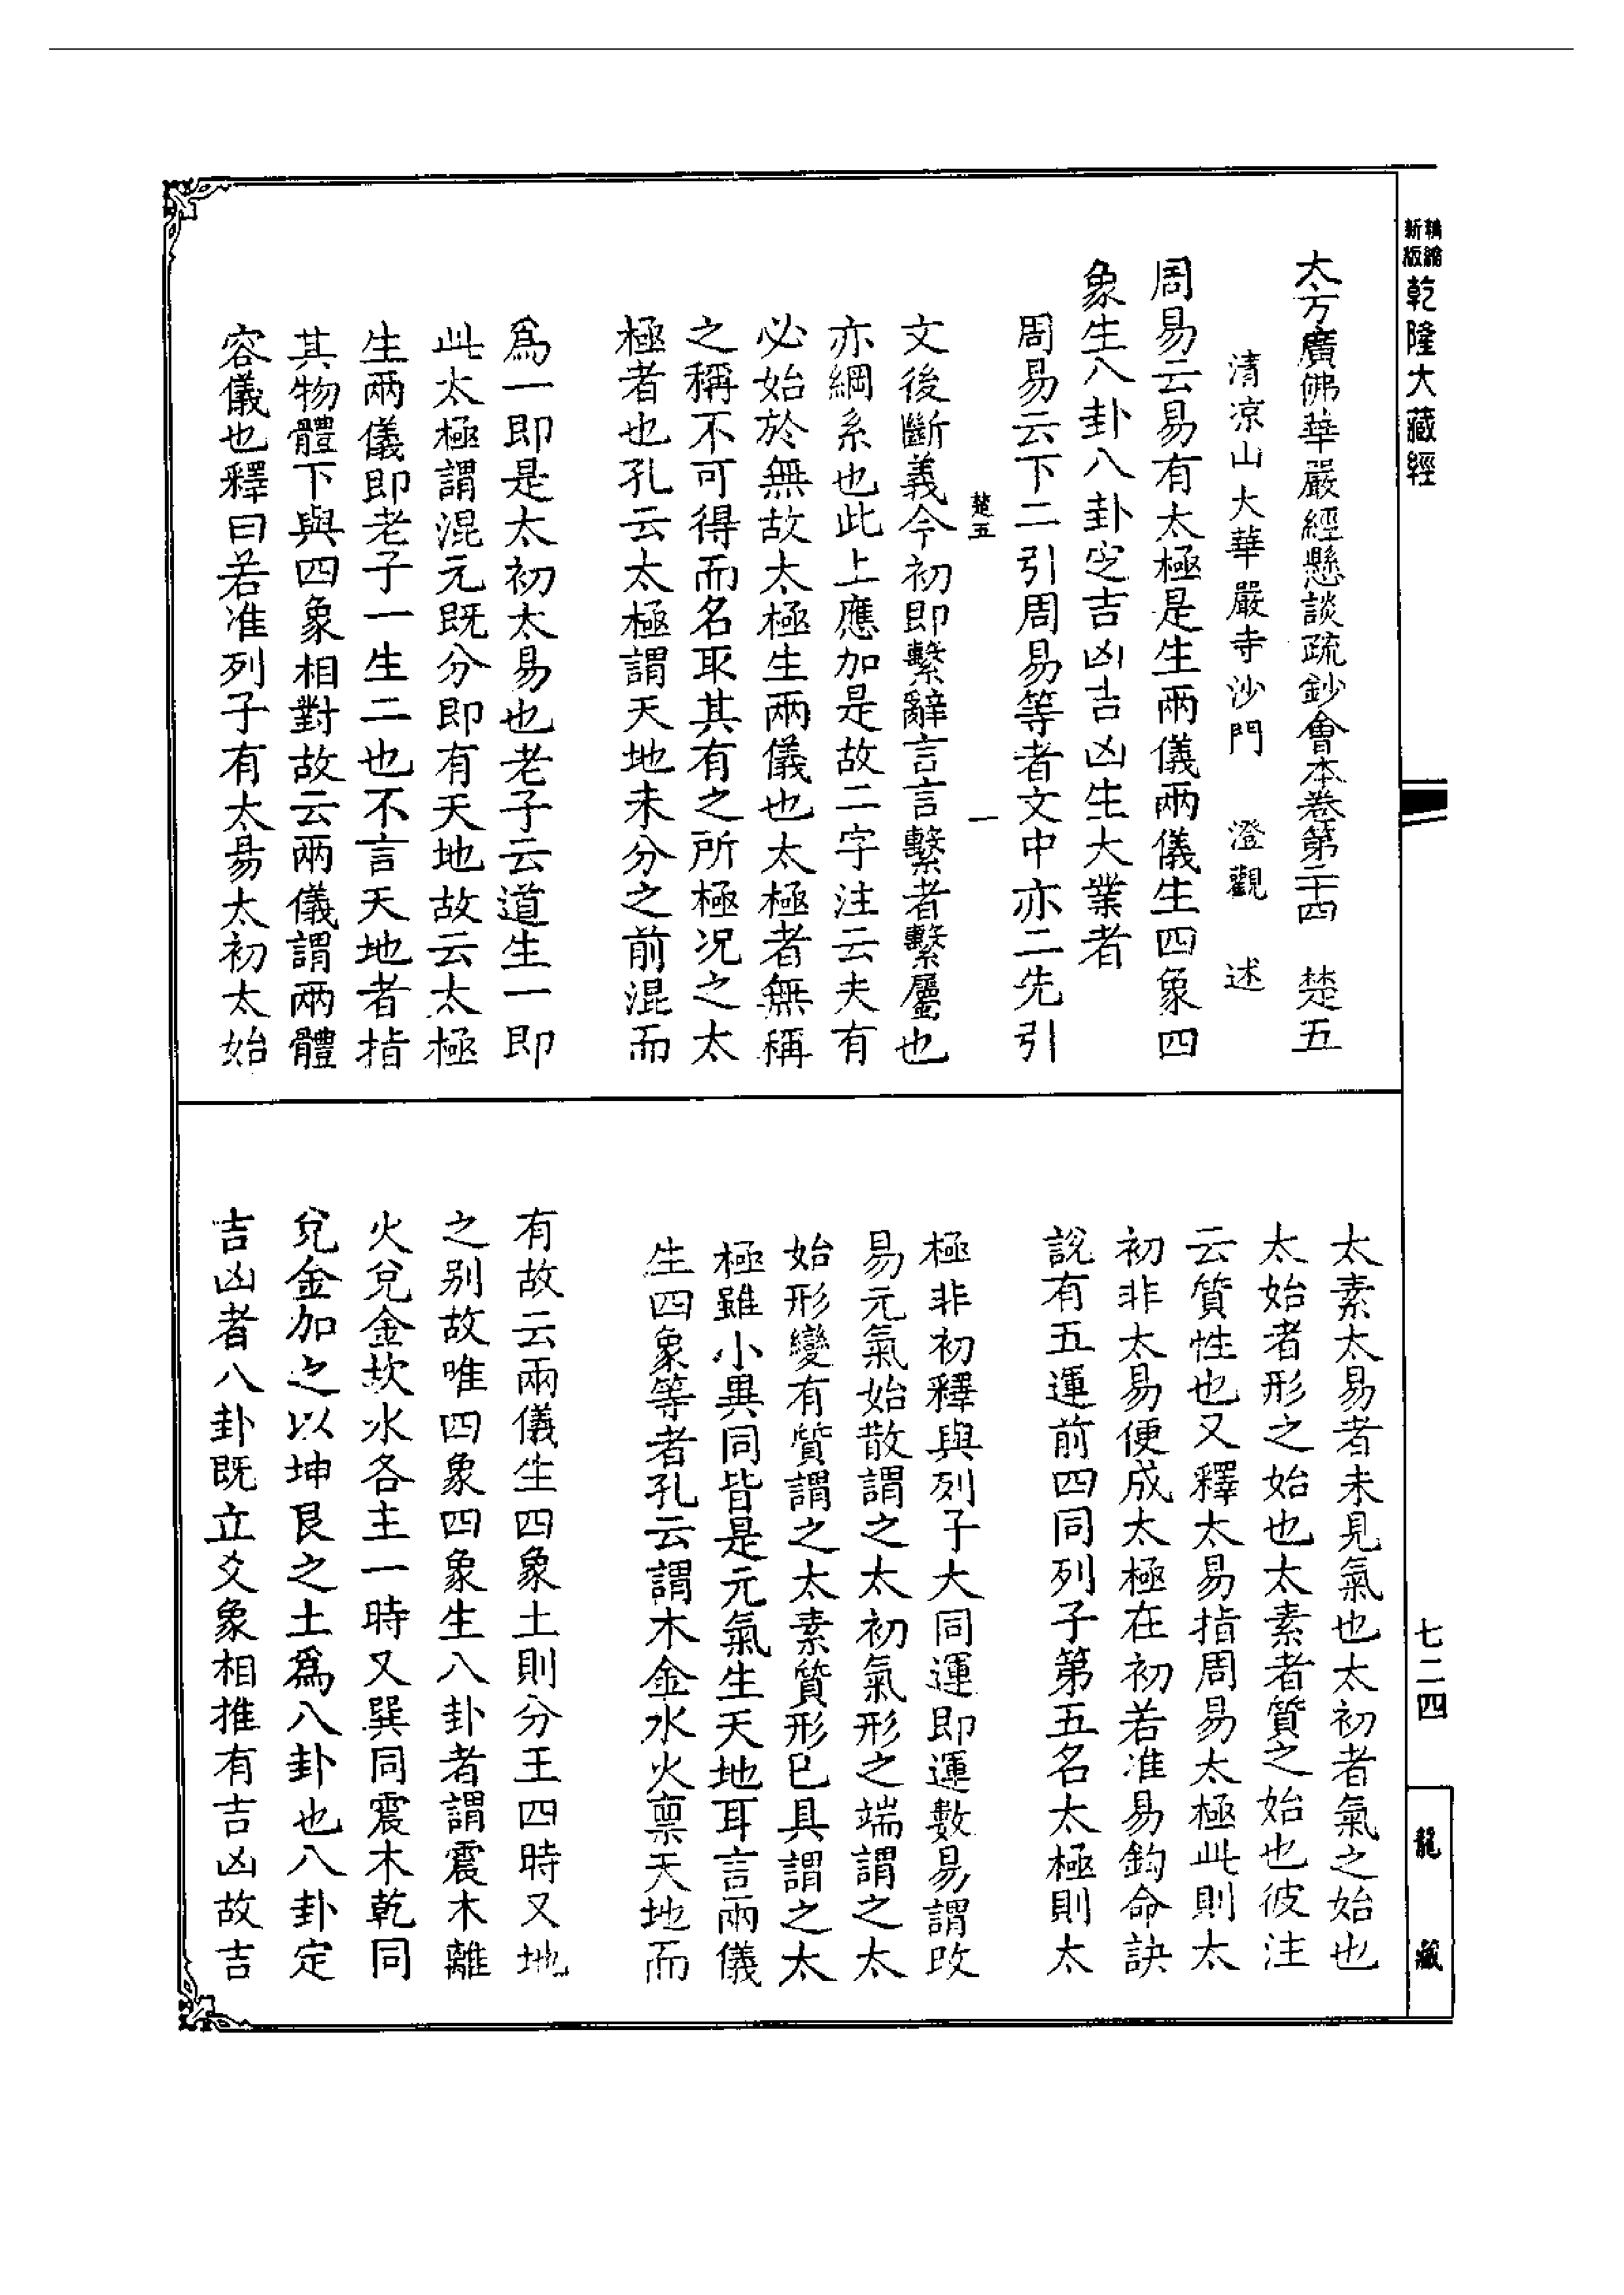 新版精縮乾隆大藏經
大方廣佛華嚴經懸談疏鈔會本卷第二十四　楚五
清涼山大華嚴寺沙門　澄觀　述
周易云易有太極是生兩儀兩儀生四象四
象生八卦八卦定吉凶吉凶生大業者
周易云下二引周易等者文中亦二先引
楚五　一
文後斷義今初即繫辭言言繫者繫屬也
亦綱系也此上應加是故二字注云夫有
必始於無故太極生兩儀也太極者無稱
之稱不可得而名取其有之所極況之太
極者也孔云太極謂天地未分之前混而
為一即是太初太易也老子云道生一即
此太極謂混元既分即有天地故云太極
生兩儀即老子一生二也不言天地者指
其物體下與四象相對故云兩儀謂兩體
容儀也釋曰若准列子有太易太初太始
太素太易者未見氣也太初者氣之始也
太始者形之始也太素者質之始也彼注
云質性也又釋太易指周易太極此則太
初非太易便成太極在初若准易鈎命訣
說有五運前四同列子第五名太極則太
極非初釋與列子大同運即運數易謂改
易元氣始散謂之太初氣形之端謂之太
始形變有質謂之太素質形已具謂之太
極雖小異同皆是元氣生天地耳言兩儀
生四象等者孔云謂木金水火稟天地而
有故云兩儀生四象土則分王四時又地
之別故唯四象四象生八卦者謂震木離
火兌金坎水各主一時又巽同震木乾同
兌金加之以坤艮之土為八卦也八卦定
吉凶者八卦既立爻象相推有吉凶故吉
七二四
龍藏